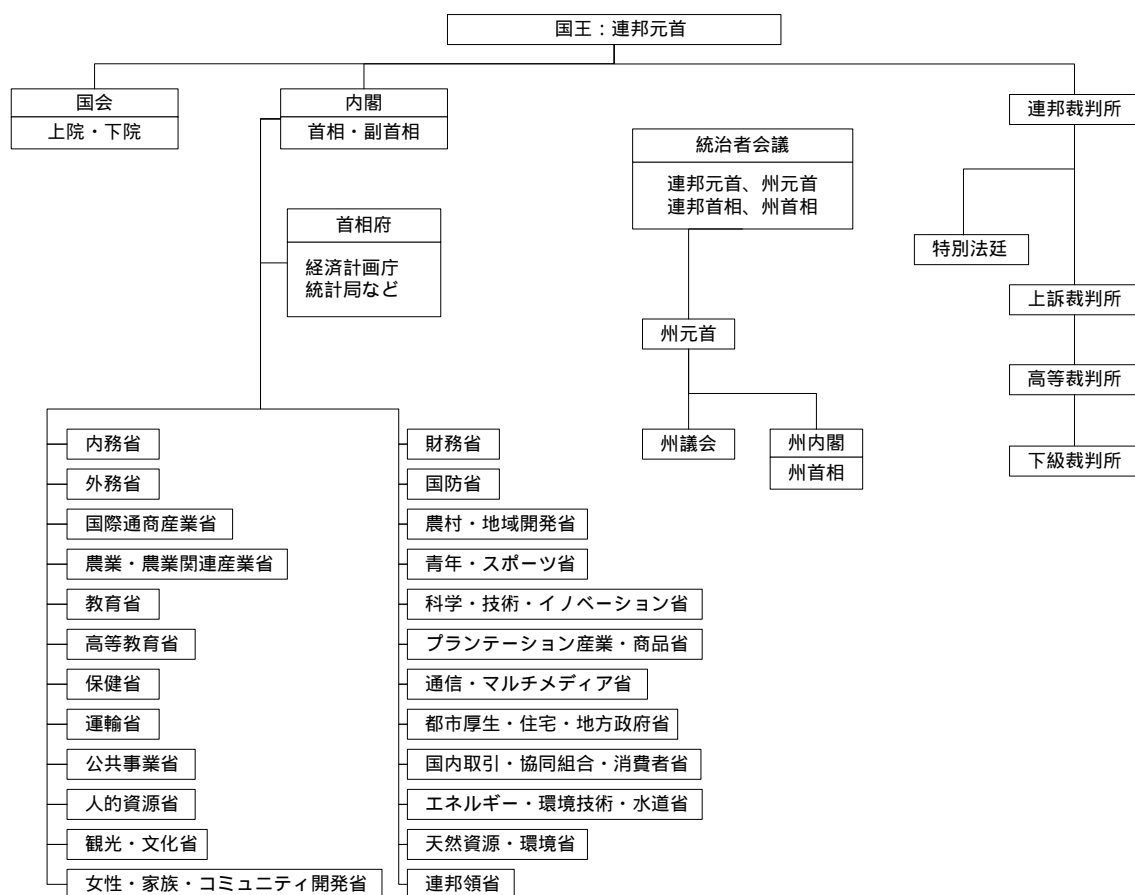 国王：連邦元首
国会
上院・下院
内閣
首相・副首相
連邦裁判所
統治者会議
連邦元首、州元首
連邦首相、州首相
特別法廷
首相府
経済計画庁
統計局など
上訴裁判所
州元首
高等裁判所
州議会
州内閣
州首相
下級裁判所
内務省
外務省
国際通商産業省
農業・農業関連産業省
教育省
高等教育省
保健省
運輸省
公共事業省
人的資源省
観光・文化省
女性・家族・コミュニティ開発省
財務省
国防省
農村・地域開発省
青年・スポーツ省
科学・技術・イノベーション省
プランテーション産業・商品省
通信・マルチメディア省
都市厚生・住宅・地方政府省
国内取引・協同組合・消費者省
エネルギー・環境技術・水道省
天然資源・環境省
連邦領省